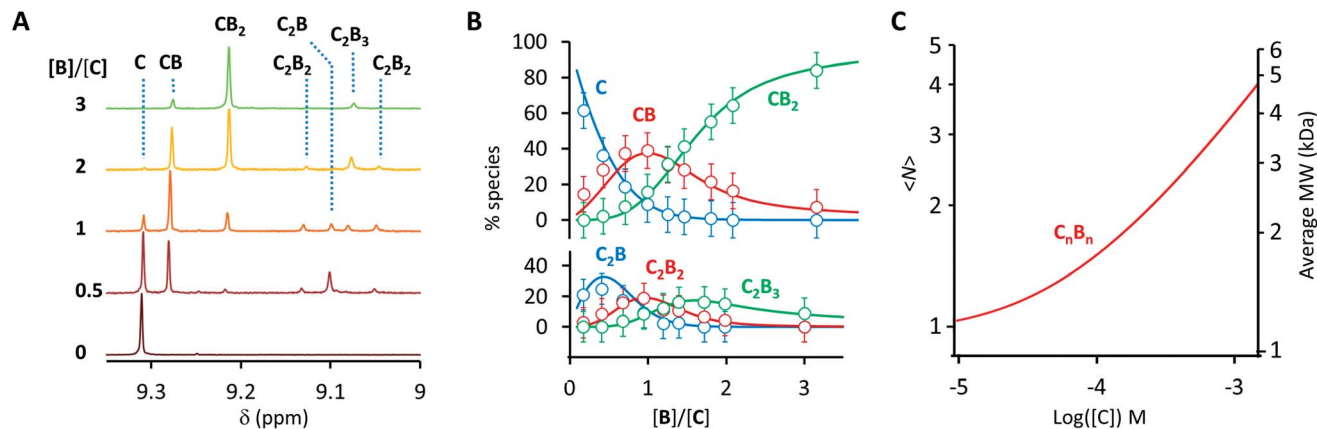 A
[B]/[C]
C
CB
CB₂
C₂B
C₂B₂
C₂B₃
C₂B₂
3
2
1
0.5
0
9.3
9.2
9.1
9
δ (ppm)
B
% species
100
80
60
40
20
0
C
CB
CB₂
40
20
0
C₂B
C₂B₂
C₂B₃
0
1
2
3
[B]/[C]
C
<N>
5
4
3
2
1
CₙBₙ
6
5
4
3
2
1
Average MW (kDa)
-5
-4
-3
Log([C]) M